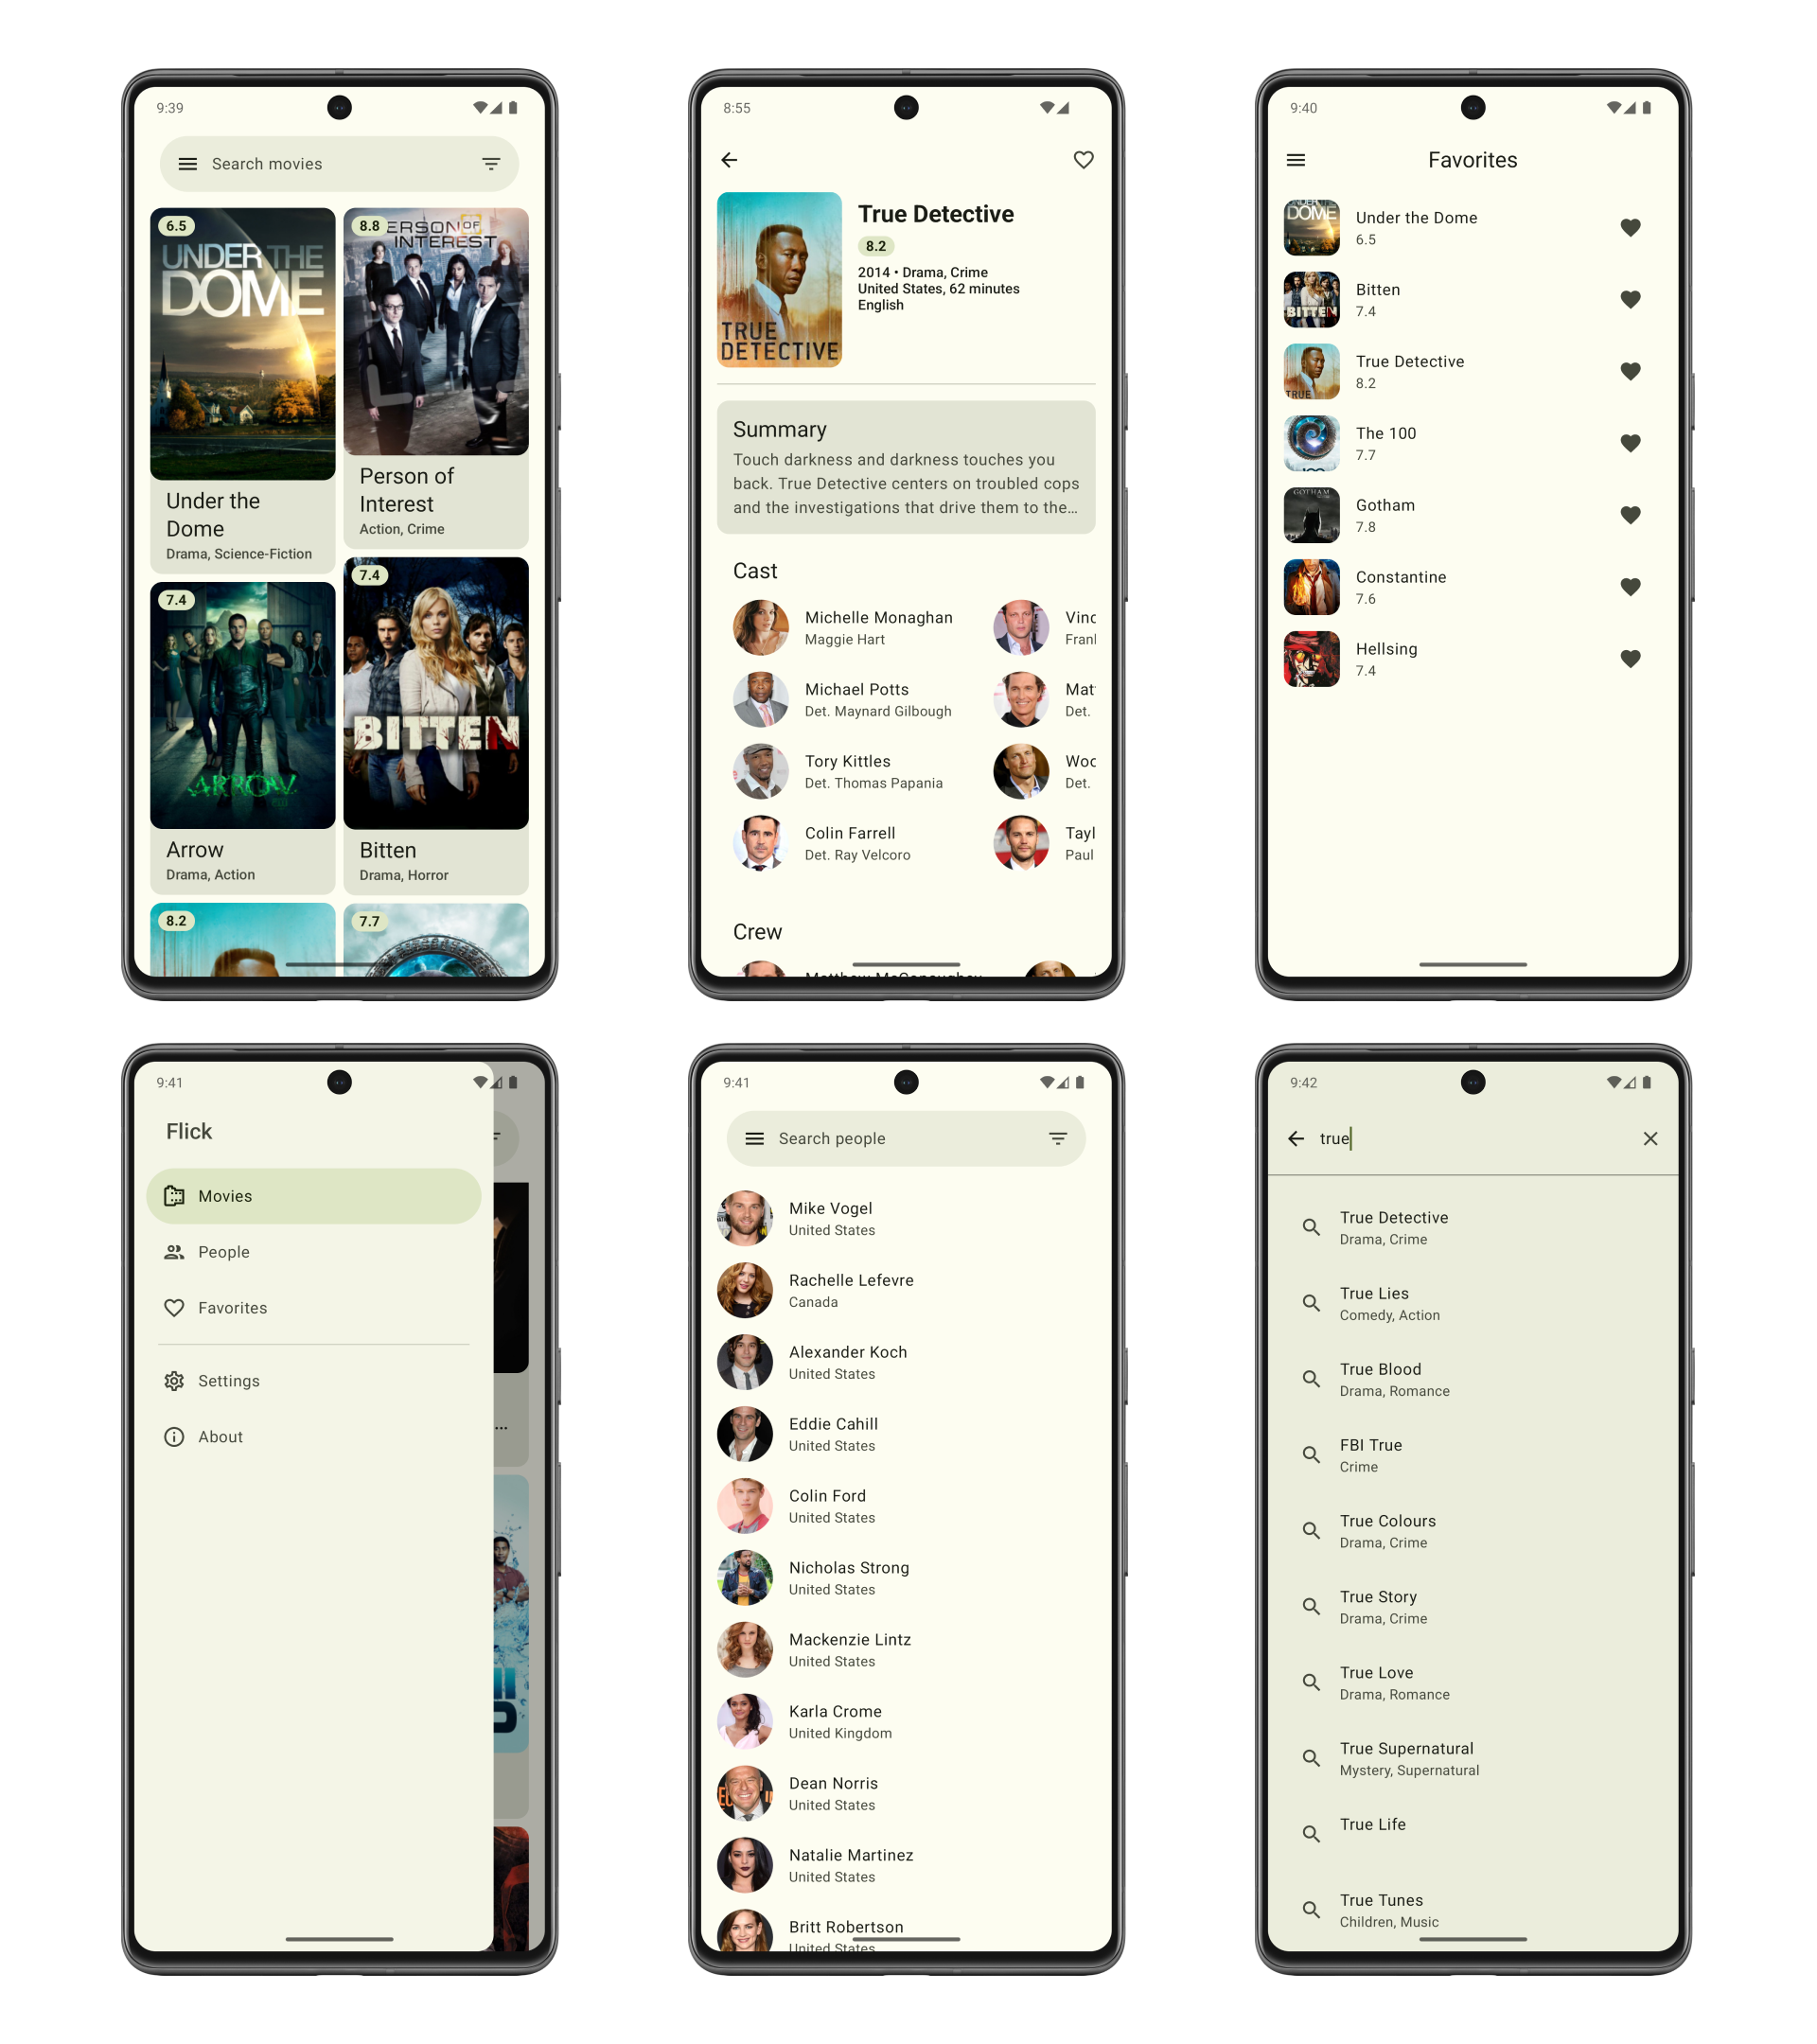 9:39
Search movies
6.5
UNDER THE
DOME
Under the
Dome
Drama, Science-Fiction
8.8
PERSON OF
INTEREST
Person of
Interest
Action, Crime
7.4
ARROW
Arrow
Drama, Action
7.4
BITTEN
Bitten
Drama, Horror
8.2
7.7
8:55
TRUE
DETECTIVE
True Detective
8.2
2014 • Drama, Crime
United States, 62 minutes
English
Summary
Touch darkness and darkness touches you
back. True Detective centers on troubled cops
and the investigations that drive them to the…
Cast
Michelle Monaghan
Maggie Hart
Vinc
Michael Potts
Det. Maynard Gilbough
Det.
Tory Kittles
Det. Thomas Papania
Det.
Colin Farrell
Det. Ray Velcoro
Tayl
Paul
Crew
Matthew McConaughey
9:40
Favorites
UNDER THE
DOME
Under the Dome
6.5
BITTEN
Bitten
7.4
TRUE
True Detective
8.2
The 100
7.7
GOTHAM
Gotham
7.8
Constantine
7.6
Hellsing
7.4
9:41
Flick
Movies
People
Favorites
Settings
About
...
9:41
Search people
Mike Vogel
United States
Rachelle Lefevre
Canada
Alexander Koch
United States
Eddie Cahill
United States
Colin Ford
United States
Nicholas Strong
United States
Mackenzie Lintz
United States
Karla Crome
United Kingdom
Dean Norris
United States
Natalie Martinez
United States
Britt Robertson
United States
9:42
true
True Detective
Drama, Crime
True Lies
Comedy, Action
True Blood
Drama, Romance
FBI True
Crime
True Colours
Drama, Crime
True Story
Drama, Crime
True Love
Drama, Romance
True Supernatural
Mystery, Supernatural
True Life
True Tunes
Children, Music